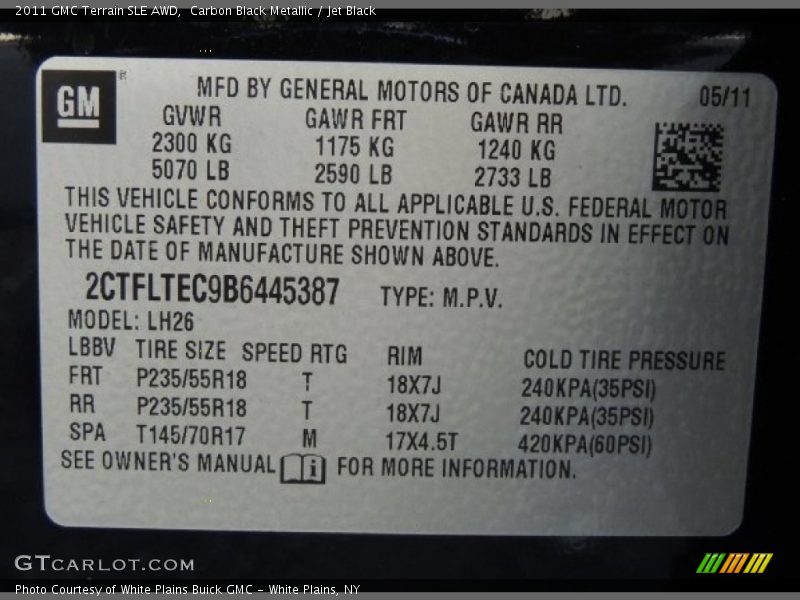 2011 GMC Terrain SLE AWD,  Carbon Black Metallic / Jet Black
GM ®
MFD BY GENERAL MOTORS OF CANADA LTD. 05/11
GVWR GAWR FRT GAWR RR
2300 KG 1175 KG 1240 KG
5070 LB 2590 LB 2733 LB
THIS VEHICLE CONFORMS TO ALL APPLICABLE U.S. FEDERAL MOTOR
VEHICLE SAFETY AND THEFT PREVENTION STANDARDS IN EFFECT ON
THE DATE OF MANUFACTURE SHOWN ABOVE.
2CTFLTEC9B6445387 TYPE: M.P.V.
MODEL: LH26
LBBV TIRE SIZE SPEED RTG RIM COLD TIRE PRESSURE
FRT P235/55R18 T 18X7J 240KPA(35PSI)
RR P235/55R18 T 18X7J 240KPA(35PSI)
SPA T145/70R17 M 17X4.5T 420KPA(60PSI)
SEE OWNER'S MANUAL i FOR MORE INFORMATION.
GTCARLOT.COM
Photo Courtesy of White Plains Buick GMC - White Plains, NY